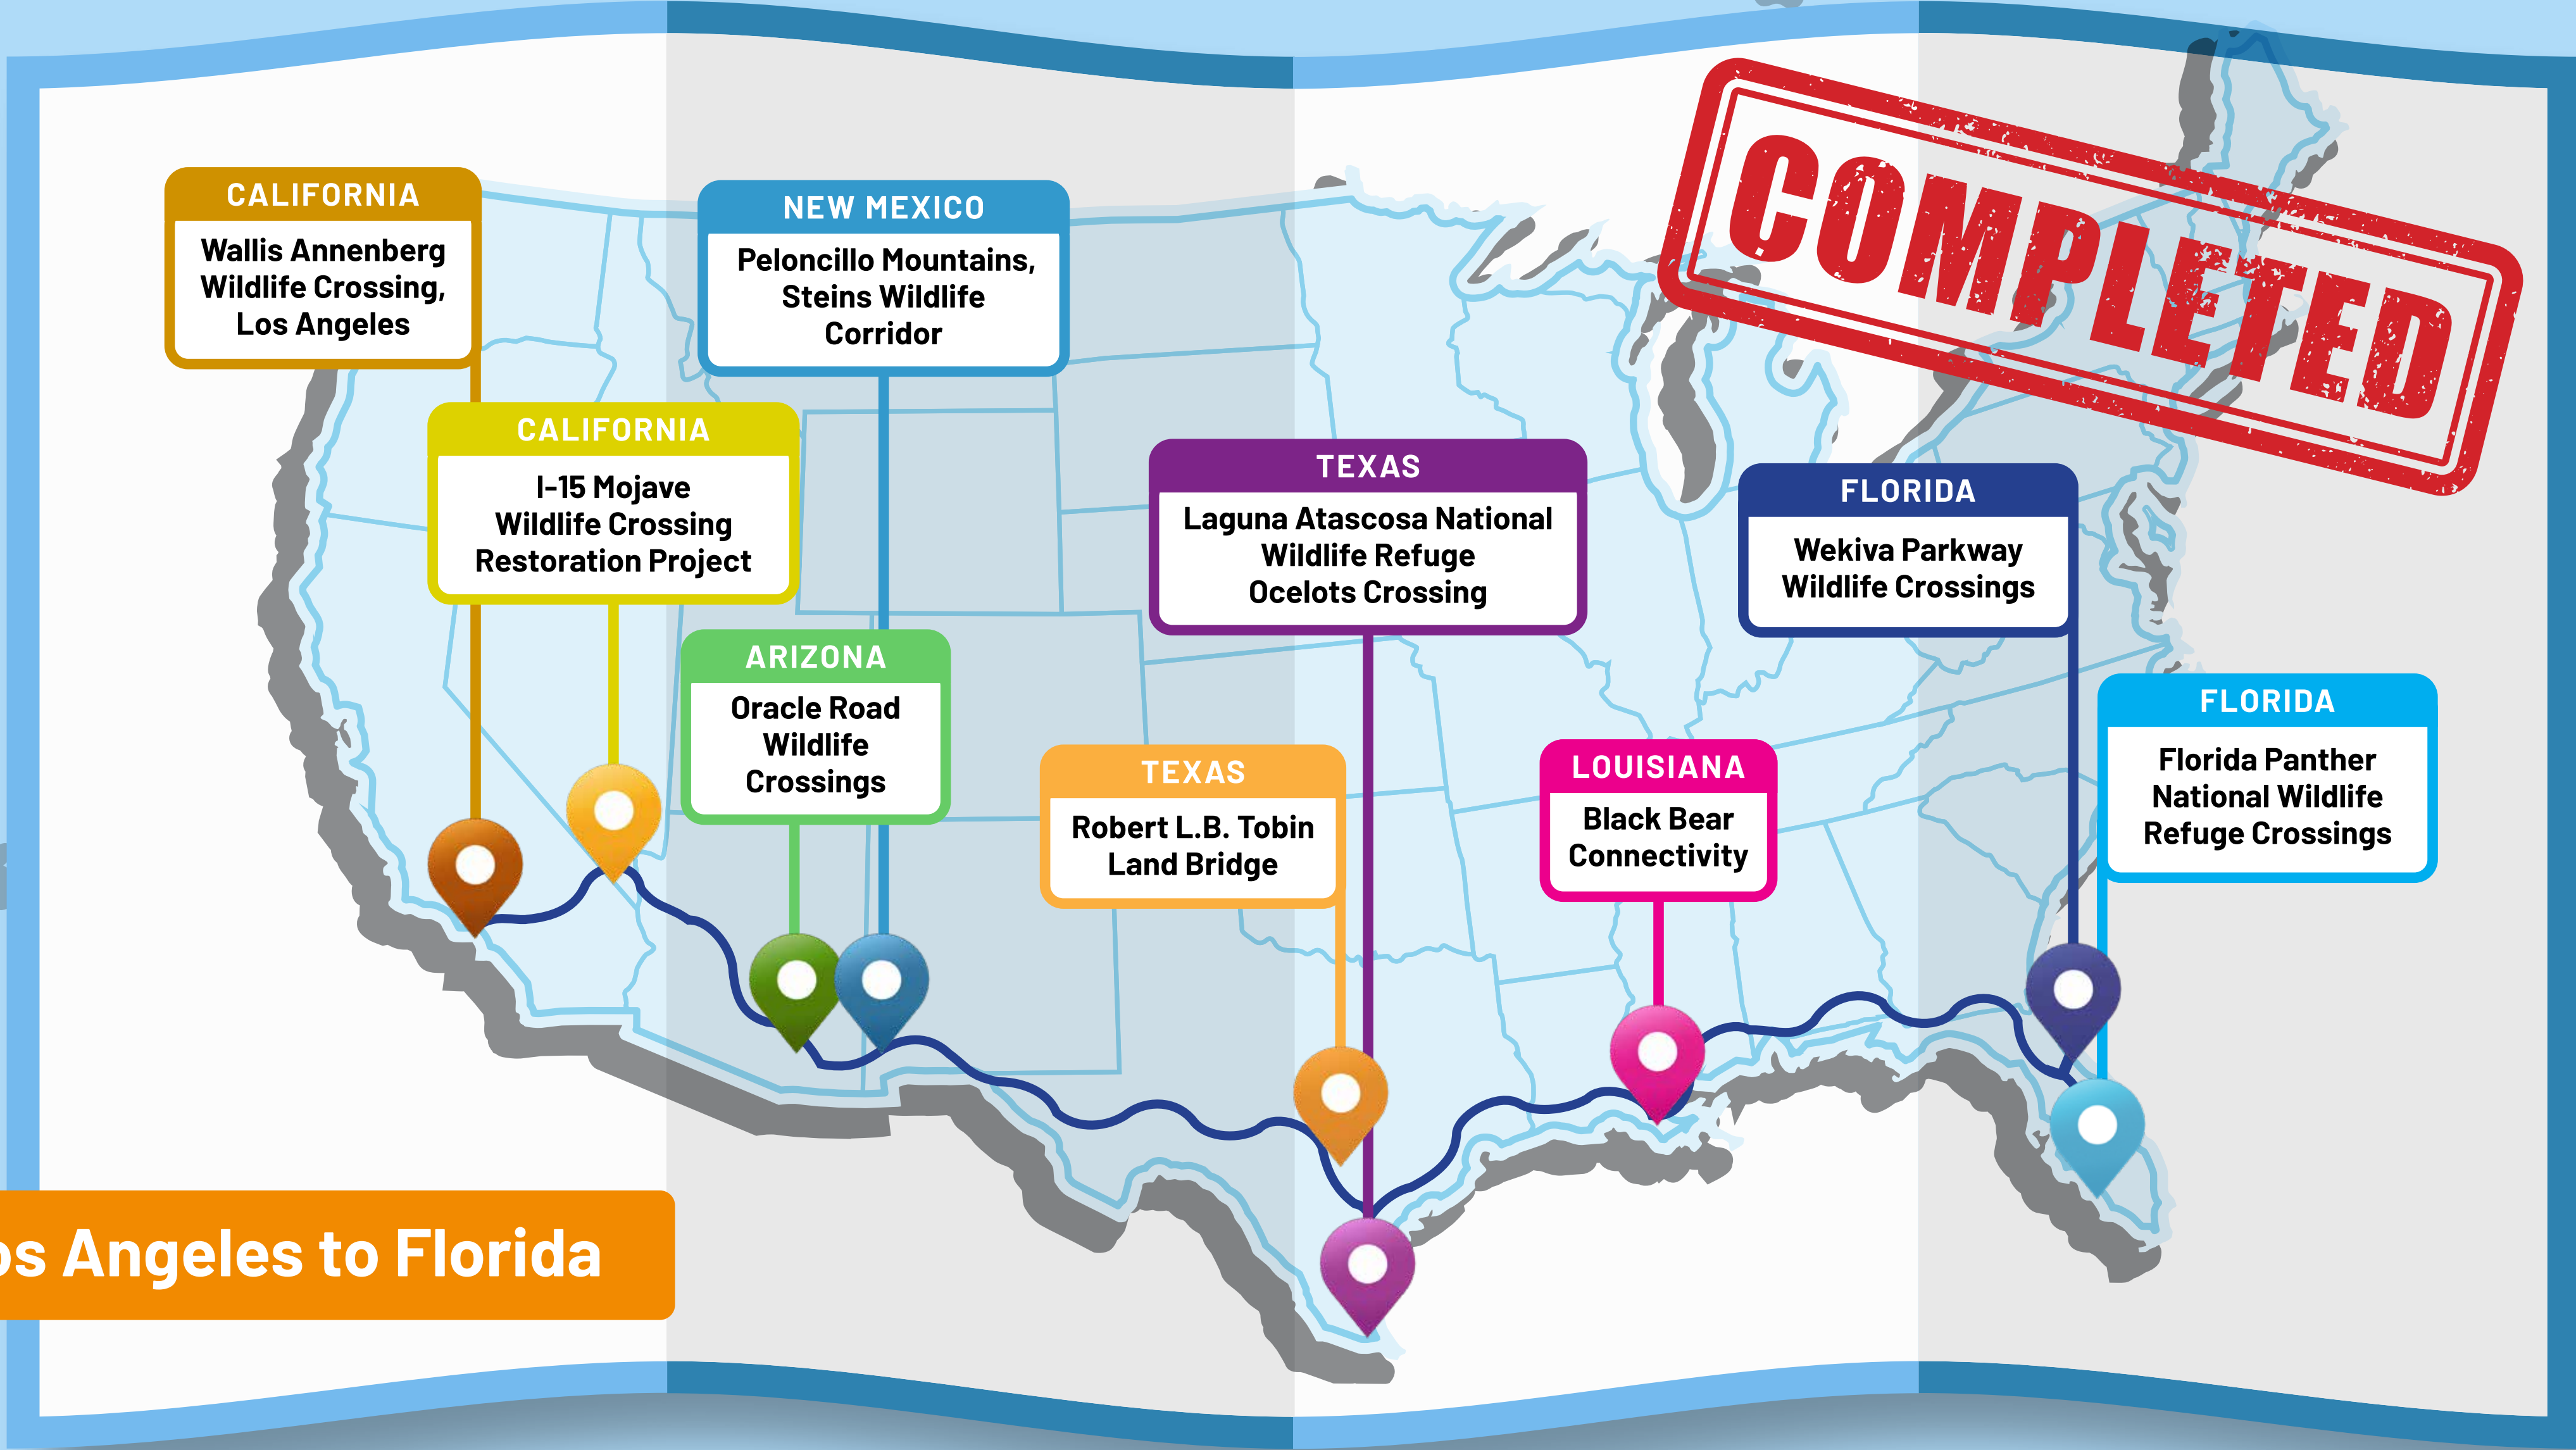 COMPLETED
CALIFORNIA
Wallis Annenberg
Wildlife Crossing,
Los Angeles
NEW MEXICO
Peloncillo Mountains,
Steins Wildlife
Corridor
CALIFORNIA
I-15 Mojave
Wildlife Crossing
Restoration Project
TEXAS
Laguna Atascosa National
Wildlife Refuge
Ocelots Crossing
FLORIDA
Wekiva Parkway
Wildlife Crossings
ARIZONA
Oracle Road
Wildlife
Crossings
FLORIDA
Florida Panther
National Wildlife
Refuge Crossings
TEXAS
Robert L.B. Tobin
Land Bridge
LOUISIANA
Black Bear
Connectivity
os Angeles to Florida